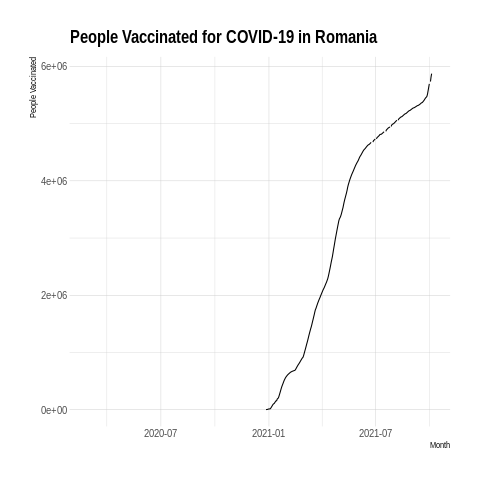 People Vaccinated for COVID-19 in Romania
People Vaccinated
6e+06
4e+06
2e+06
0e+00
2020-07
2021-01
2021-07
Month